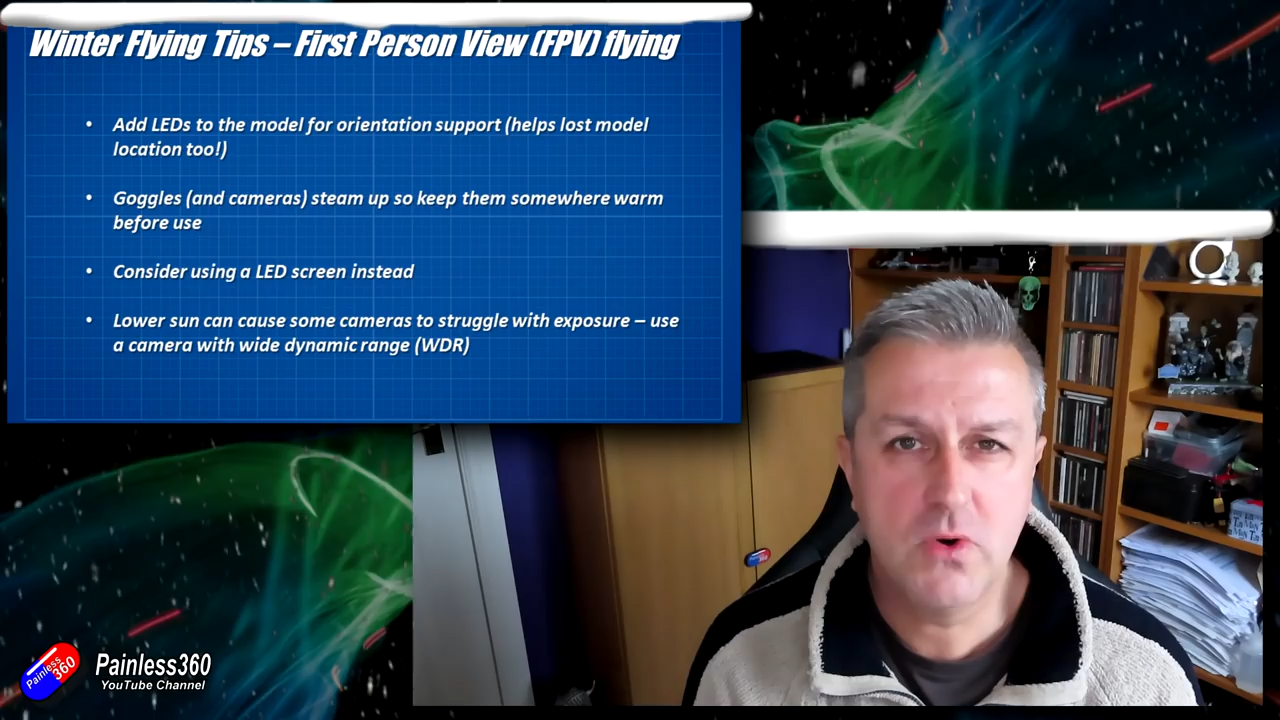 Winter Flying Tips – First Person View (FPV) flying
• Add LEDs to the model for orientation support (helps lost model
location too!)
• Goggles (and cameras) steam up so keep them somewhere warm
before use
• Consider using a LED screen instead
• Lower sun can cause some cameras to struggle with exposure – use
a camera with wide dynamic range (WDR)
Painless
360
Painless360
YouTube Channel